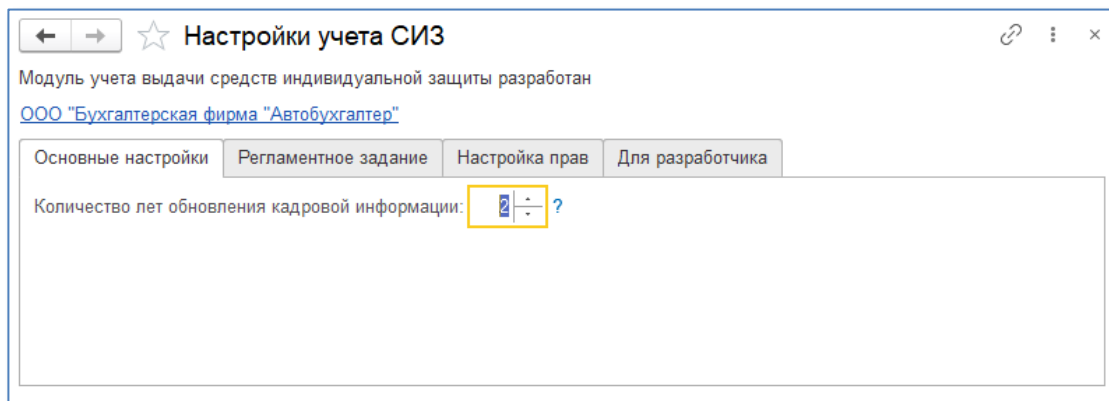 Настройки учета СИЗ
Модуль учета выдачи средств индивидуальной защиты разработан
ООО "Бухгалтерская фирма "Автобухгалтер"
Основные настройки Регламентное задание Настройка прав Для разработчика
Количество лет обновления кадровой информации: 2 ?